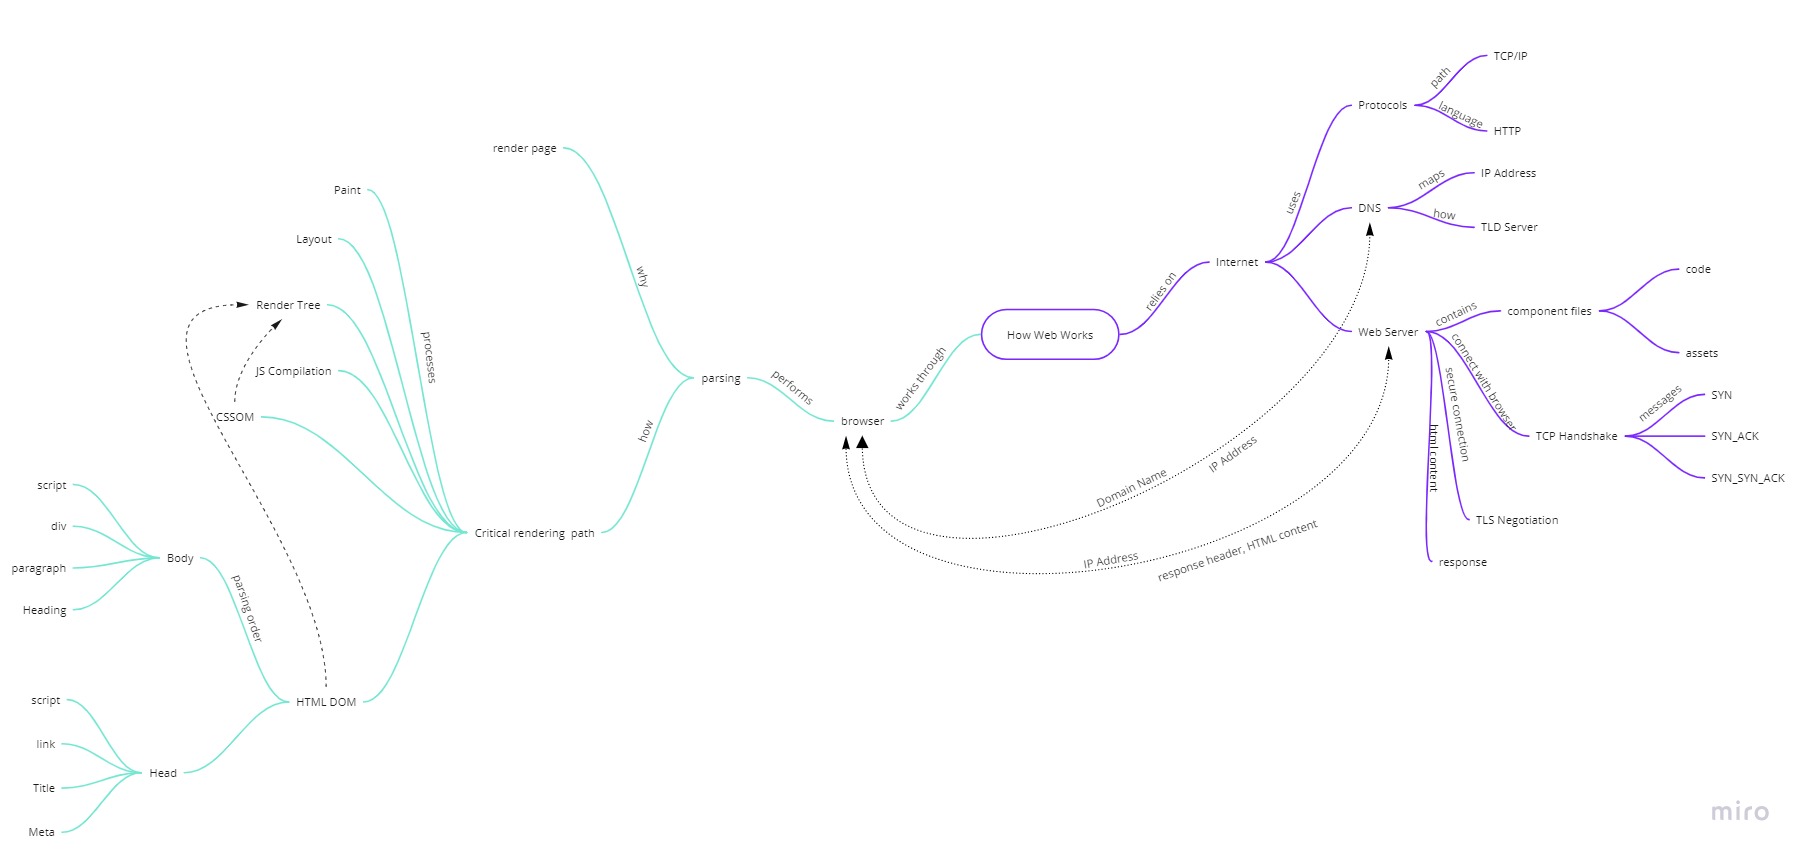 TCP/IP
path
Protocols
language
HTTP
render page
IP Address
maps
Paint
uses
DNS
how
TLD Server
Layout
Internet
code
why
relies on
Render Tree
contains
component files
How Web Works
Web Server
processes
connect with browser
assets
works through
JS Compilation
parsing
performs
secure connection
messages
SYN
CSSOM
browser
how
html content
TCP Handshake
SYN_ACK
IP Address
script
Domain Name
SYN_SYN_ACK
div
Critical rendering path
TLS Negotiation
Body
response header, HTML content
IP Address
response
paragraph
parsing order
Heading
script
HTML DOM
link
Head
Title
Meta
miro